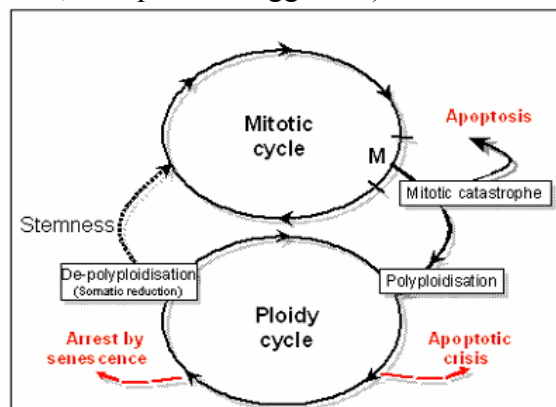 Mitotic
cycle
Apoptosis
M
Mitotic catastrophe
Stemness
De-polyploidisation
(Somatic reduction)
Polyploidisation
Ploidy
cycle
Arrest by
senescence
Apoptotic
crisis